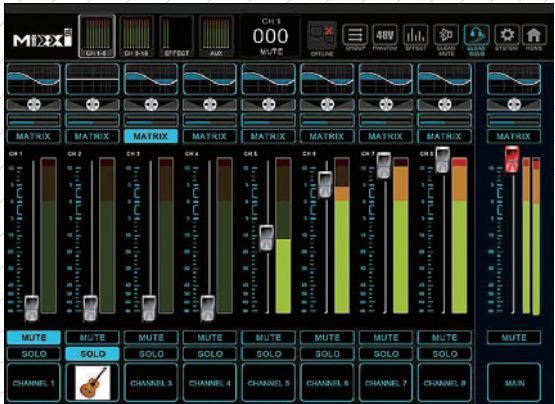 MiXXi
CH 1-8
CH 9-16
EFFECT
AUX
CH 1
000
MUTE
OFFLINE
GROUP
48V
PHANTOM
EFFECT
CLEAN
MUTE
CLEAN
SOLO
SYSTEM
HOME
MATRIX MATRIX MATRIX MATRIX MATRIX MATRIX MATRIX MATRIX MATRIX
CH 1 CH 2 CH 3 CH 4 CH 5 CH 6 CH 7 CH 8
MUTE MUTE MUTE MUTE MUTE MUTE MUTE MUTE MUTE
SOLO SOLO SOLO SOLO SOLO SOLO SOLO SOLO
CHANNEL 1 CHANNEL 3 CHANNEL 4 CHANNEL 5 CHANNEL 6 CHANNEL 7 CHANNEL 8 MAIN